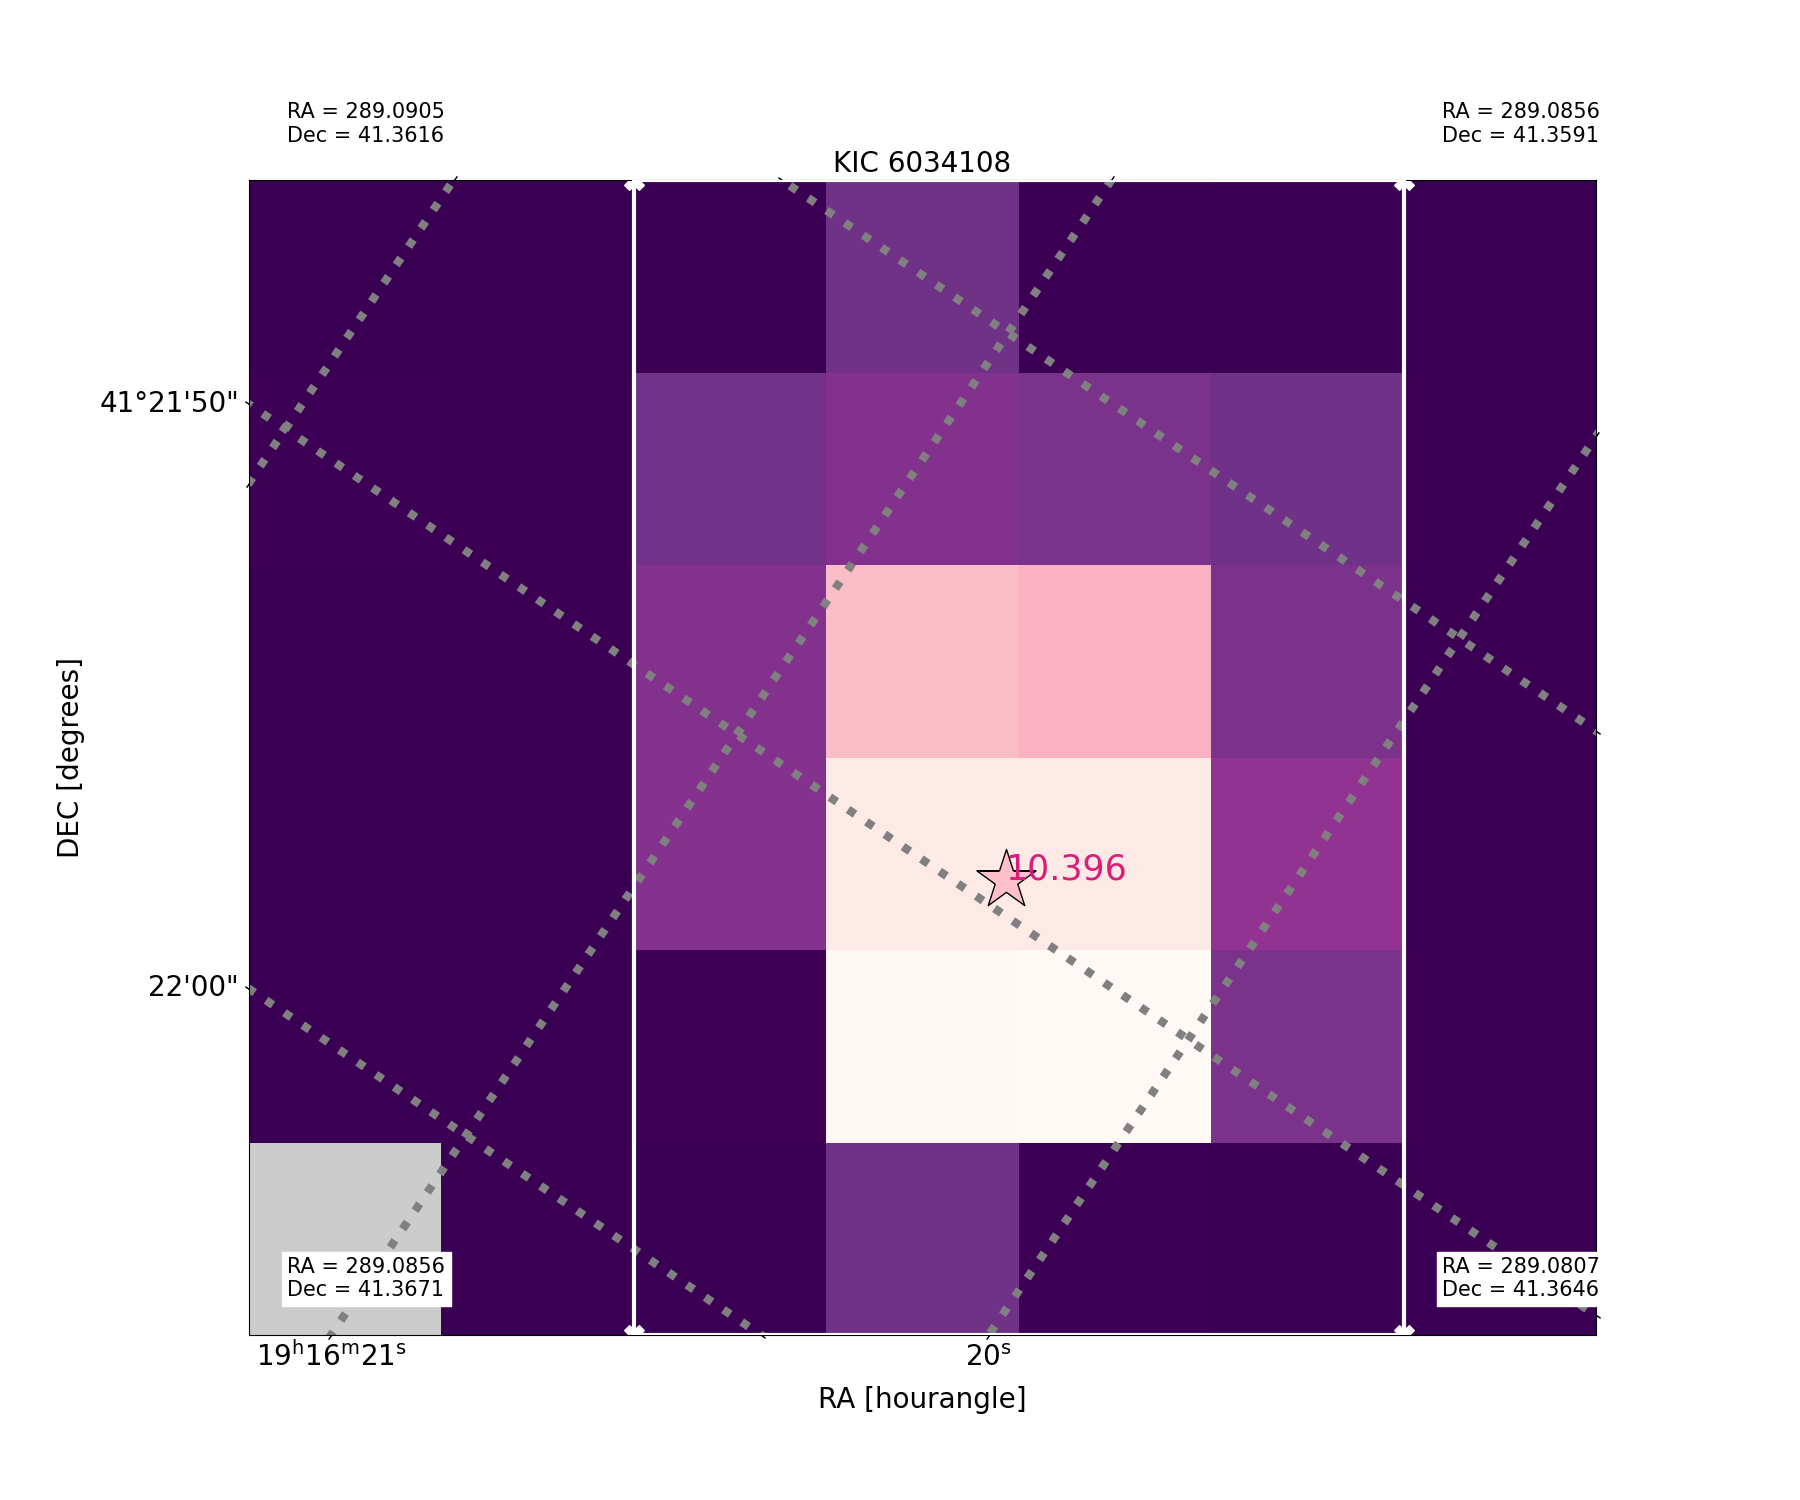 RA = 289.0905
Dec = 41.3616
RA = 289.0856
Dec = 41.3591
KIC 6034108
41°21'50"
DEC [degrees]
10.396
22'00"
RA = 289.0856
Dec = 41.3671
RA = 289.0807
Dec = 41.3646
19ʰ16ᵐ21ˢ
20ˢ
RA [hourangle]